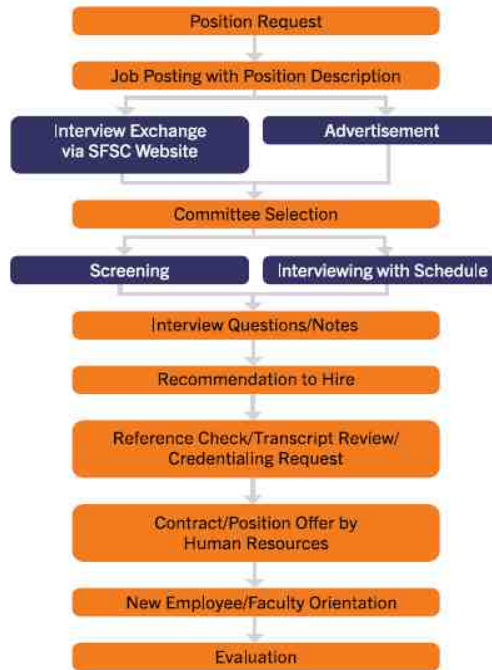 Position Request
Job Posting with Position Description
Interview Exchange
via SFSC Website
Advertisement
Committee Selection
Screening
Interviewing with Schedule
Interview Questions/Notes
Recommendation to Hire
Reference Check/Transcript Review/
Credentialing Request
Contract/Position Offer by
Human Resources
New Employee/Faculty Orientation
Evaluation